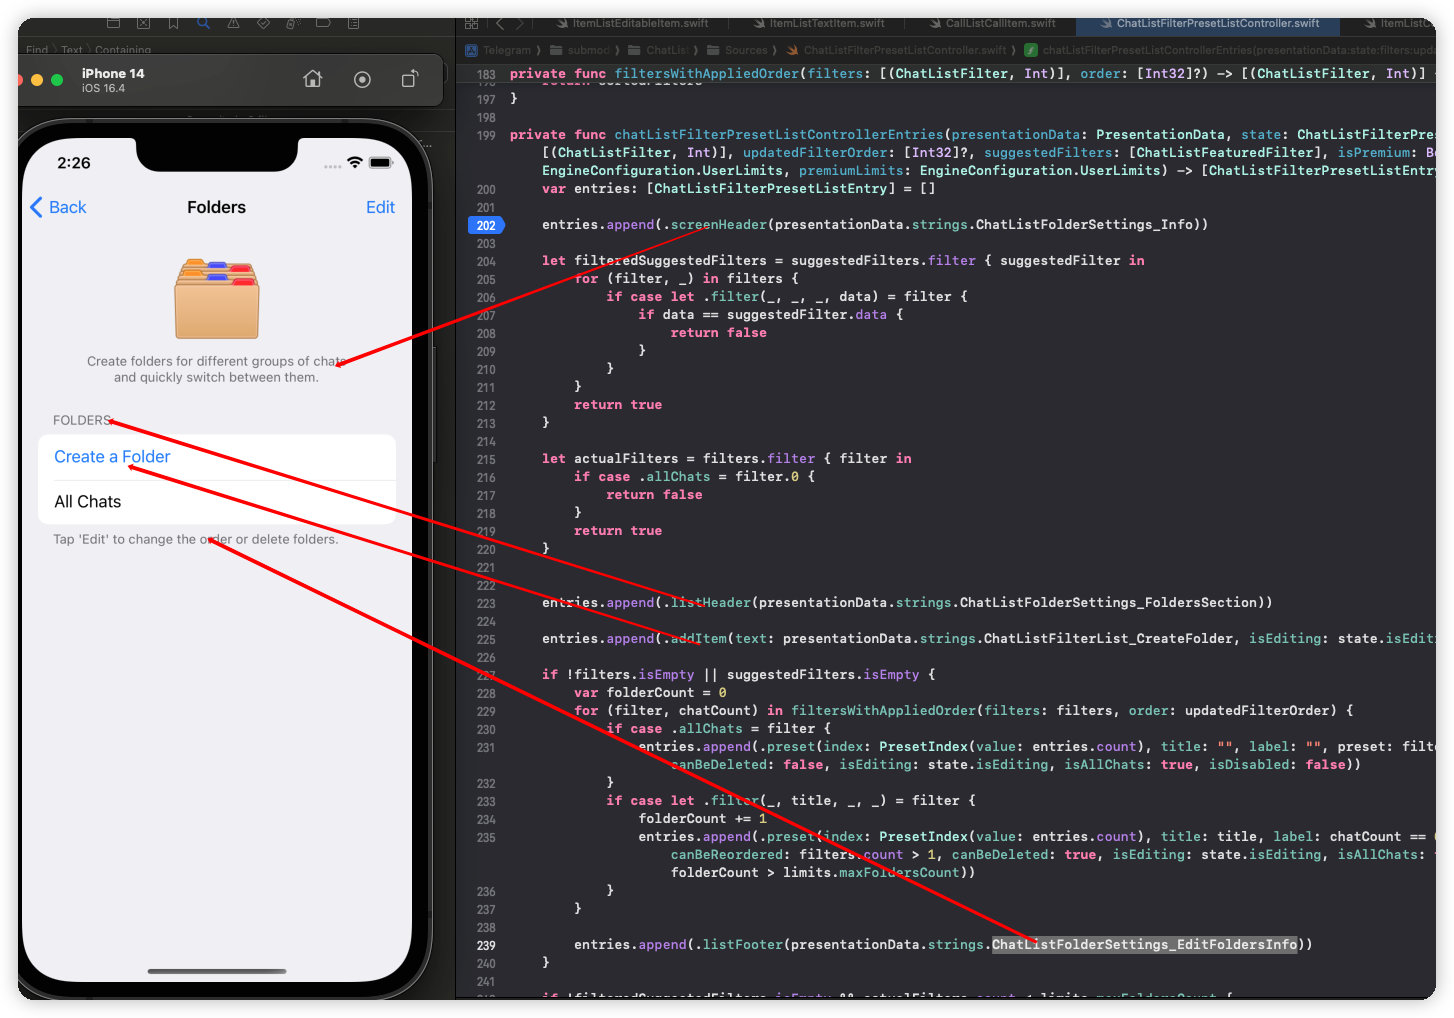 ItemListEditableItem.swift
ItemListTextItem.swift
CallListCallItem.swift
ChatListFilterPresetListController.swift
Find 〉 Text 〉 Containing
Telegram 〉 submod 〉 ChatList 〉 Sources 〉 ChatListFilterPresetListController.swift 〉 chatListFilterPresetListControllerEntries(presentationData:state:filters:upda
iPhone 14
iOS 16.4
2:26
Back
Folders
Edit
Create folders for different groups of chats
and quickly switch between them.
FOLDERS
Create a Folder
All Chats
Tap 'Edit' to change the order or delete folders.
183 private func filtersWithAppliedOrder(filters: [(ChatListFilter, Int)], order: [Int32]?) -> [(ChatListFilter, Int)]
197 }
198
199 private func chatListFilterPresetListControllerEntries(presentationData: PresentationData, state: ChatListFilterPre
[(ChatListFilter, Int)], updatedFilterOrder: [Int32]?, suggestedFilters: [ChatListFeaturedFilter], isPremium: B
EngineConfiguration.UserLimits, premiumLimits: EngineConfiguration.UserLimits) -> [ChatListFilterPresetListEntry
200 var entries: [ChatListFilterPresetListEntry] = []
201
202 entries.append(.screenHeader(presentationData.strings.ChatListFolderSettings_Info))
203
204 let filteredSuggestedFilters = suggestedFilters.filter { suggestedFilter in
205 for (filter, _) in filters {
206 if case let .filter(_, _, _, data) = filter {
207 if data == suggestedFilter.data {
208 return false
209 }
210 }
211 }
212 return true
213 }
214
215 let actualFilters = filters.filter { filter in
216 if case .allChats = filter.0 {
217 return false
218 }
219 return true
220 }
221
222
223 entries.append(.listHeader(presentationData.strings.ChatListFolderSettings_FoldersSection))
224
225 entries.append(.addItem(text: presentationData.strings.ChatListFilterList_CreateFolder, isEditing: state.isEdit
226
227 if !filters.isEmpty || suggestedFilters.isEmpty {
228 var folderCount = 0
229 for (filter, chatCount) in filtersWithAppliedOrder(filters: filters, order: updatedFilterOrder) {
230 if case .allChats = filter {
231 entries.append(.preset(index: PresetIndex(value: entries.count), title: "", label: "", preset: filt
canBeDeleted: false, isEditing: state.isEditing, isAllChats: true, isDisabled: false))
232 }
233 if case let .filter(_, title, _, _) = filter {
234 folderCount += 1
235 entries.append(.preset(index: PresetIndex(value: entries.count), title: title, label: chatCount ==
canBeReordered: filters.count > 1, canBeDeleted: true, isEditing: state.isEditing, isAllChats:
folderCount > limits.maxFoldersCount))
236 }
237 }
238
239 entries.append(.listFooter(presentationData.strings.ChatListFolderSettings_EditFoldersInfo))
240 }
241